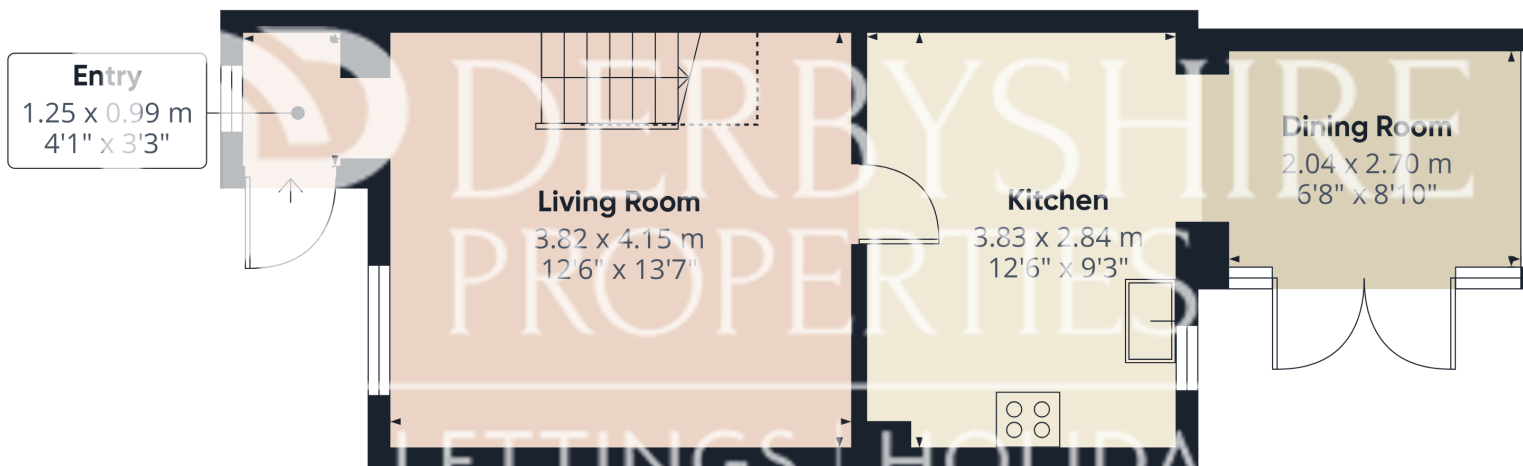 Entry
1.25 x 0.99 m
4'1" x 3'3"
Living Room
3.82 x 4.15 m
12'6" x 13'7"
Kitchen
3.83 x 2.84 m
12'6" x 9'3"
Dining Room
2.04 x 2.70 m
6'8" x 8'10"
DERBYSHIRE
PROPERTIES
LETTINGS | HOLIDA